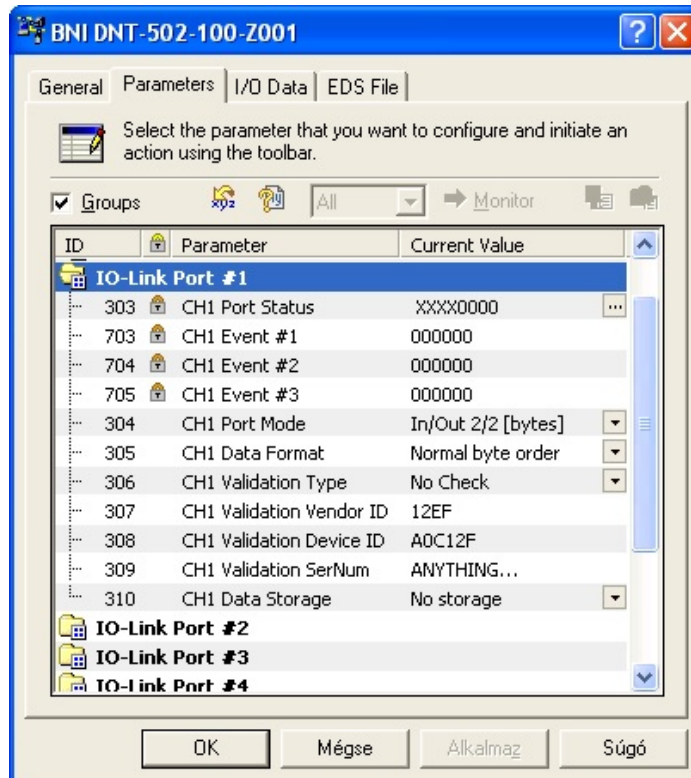 BNI DNT-502-100-Z001
General Parameters I/O Data EDS File
Select the parameter that you want to configure and initiate an
action using the toolbar.
Groups All Monitor
ID Parameter Current Value
IO-Link Port #1
303 CH1 Port Status XXXX0000 ...
703 CH1 Event #1 000000
704 CH1 Event #2 000000
705 CH1 Event #3 000000
304 CH1 Port Mode In/Out 2/2 [bytes]
305 CH1 Data Format Normal byte order
306 CH1 Validation Type No Check
307 CH1 Validation Vendor ID 12EF
308 CH1 Validation Device ID A0C12F
309 CH1 Validation SerNum ANYTHING...
310 CH1 Data Storage No storage
IO-Link Port #2
IO-Link Port #3
IO-Link Port #4
OK Mégse Alkalmaz Súgó